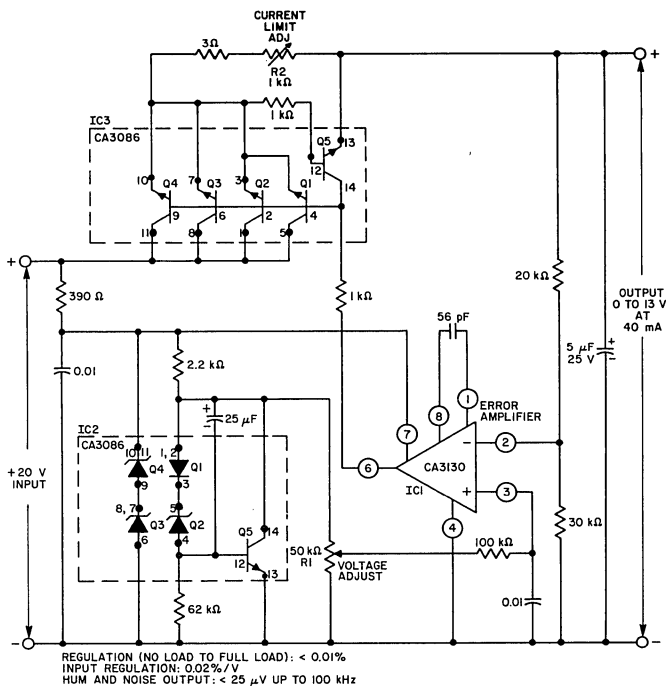 CURRENT
LIMIT
ADJ
3Ω
R2
1 kΩ
1 kΩ
IC3
CA3086
Q5
13
12
14
10
Q4
9
11
7
Q3
6
8
3
Q2
2
1
Q1
4
5
+
+
390 Ω
1 kΩ
20 kΩ
OUTPUT
0 TO 13 V
AT
40 mA
56 pF
5 µF
25 V
+
−
0.01
2.2 kΩ
+
−
25 µF
8
1
7
ERROR
AMPLIFIER
−
2
6
CA3130
IC1
+
3
4
IC2
CA3086
+20 V
INPUT
10, 11
Q4
9
1, 2
Q1
3
8, 7
Q3
6
5
Q2
4
Q5
14
12
13
50 kΩ
R1
VOLTAGE
ADJUST
100 kΩ
30 kΩ
62 kΩ
0.01
−
−
REGULATION (NO LOAD TO FULL LOAD): < 0.01%
INPUT REGULATION: 0.02%/V
HUM AND NOISE OUTPUT: < 25 µV UP TO 100 kHz